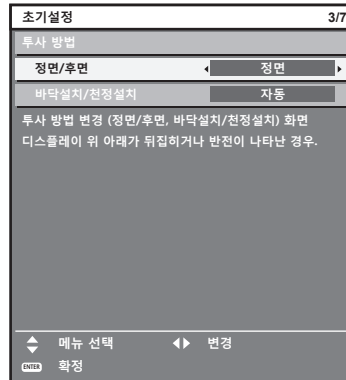 초기설정 3/7
투사 방법
정면/후면 정면
바닥설치/천정설치 자동
투사 방법 변경 (정면/후면, 바닥설치/천정설치) 화면
디스플레이 위 아래가 뒤집히거나 반전이 나타난 경우.
메뉴 선택 변경
ENTER 확정